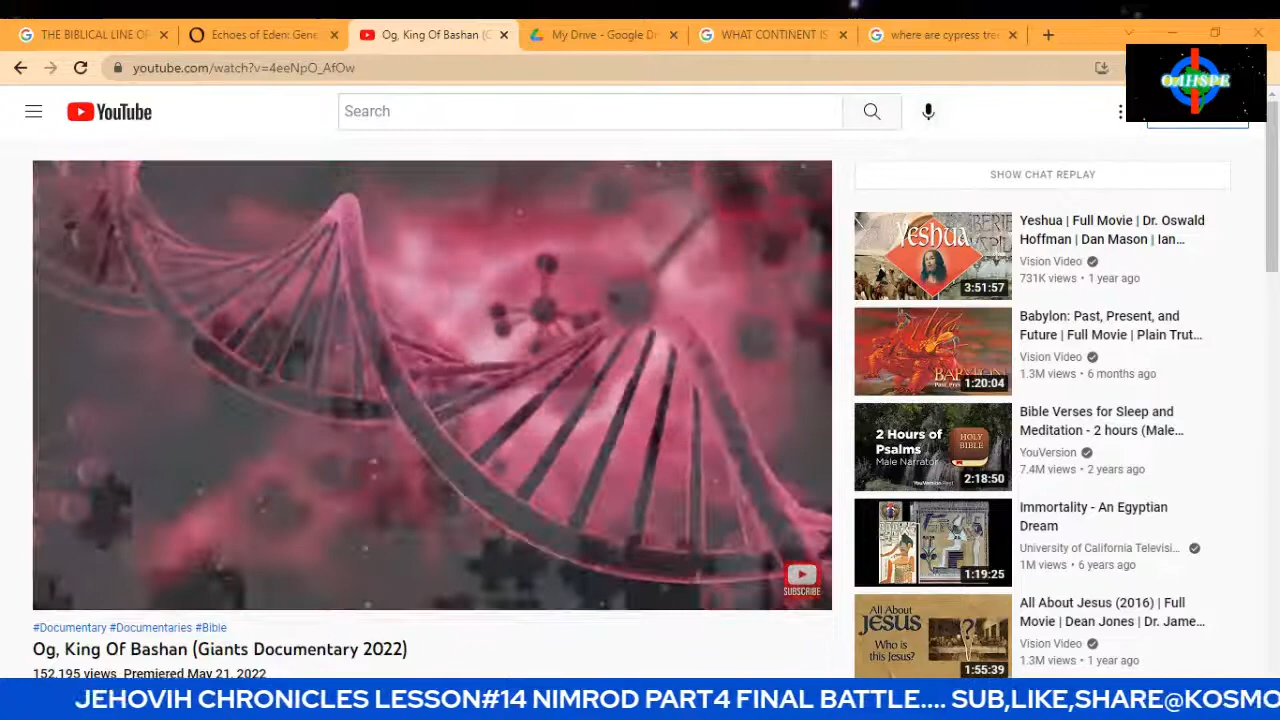 THE BIBLICAL LINE OF
Echoes of Eden: Gene
Og, King Of Bashan (C
My Drive - Google Dr
WHAT CONTINENT IS
where are cypress tree
youtube.com/watch?v=4eeNpO_AfOw
OAHSPE
YouTube
Search
SHOW CHAT REPLAY
YESHUA
3:51:57
Yeshua | Full Movie | Dr. Oswald
Hoffman | Dan Mason | Ian...
Vision Video
731K views • 1 year ago
BABYLON
1:20:04
Babylon: Past, Present, and
Future | Full Movie | Plain Trut...
Vision Video
1.3M views • 6 months ago
2 Hours of
Psalms
Male Narrator
HOLY
BIBLE
2:18:50
Bible Verses for Sleep and
Meditation - 2 hours (Male...
YouVersion
7.4M views • 2 years ago
1:19:25
Immortality - An Egyptian
Dream
University of California Televisi...
1M views • 6 years ago
All About
JESUS
Who is
this Jesus?
1:55:39
All About Jesus (2016) | Full
Movie | Dean Jones | Dr. Jame...
Vision Video
1.3M views • 1 year ago
SUBSCRIBE
#Documentary #Documentaries #Bible
Og, King Of Bashan (Giants Documentary 2022)
152,195 views Premiered May 21, 2022
JEHOVIH CHRONICLES LESSON#14 NIMROD PART4 FINAL BATTLE.... SUB,LIKE,SHARE@KOSMO